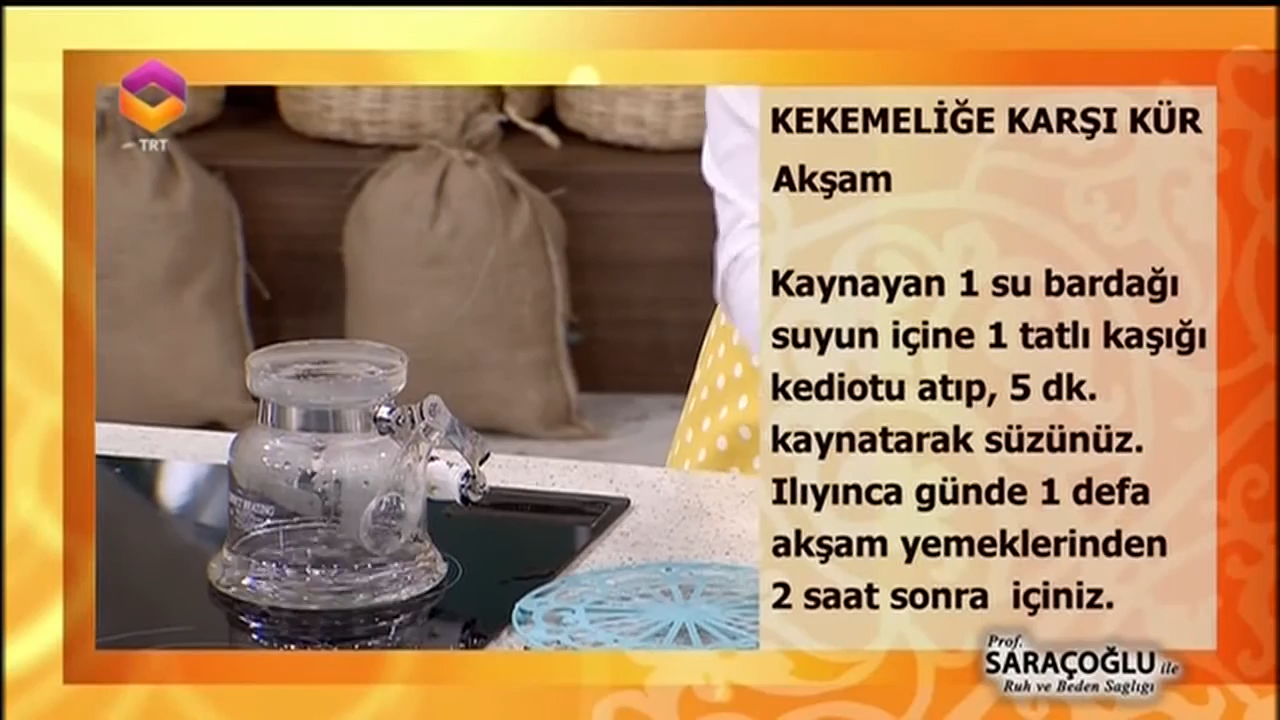 TRT
KEKEMELİĞE KARŞI KÜR
Akşam
Kaynayan 1 su bardağı
suyun içine 1 tatlı kaşığı
kediotu atıp, 5 dk.
kaynatarak süzünüz.
Ilıyınca günde 1 defa
akşam yemeklerinden
2 saat sonra içiniz.
Prof.
SARAÇOĞLU ile
Ruh ve Beden Sağlığı